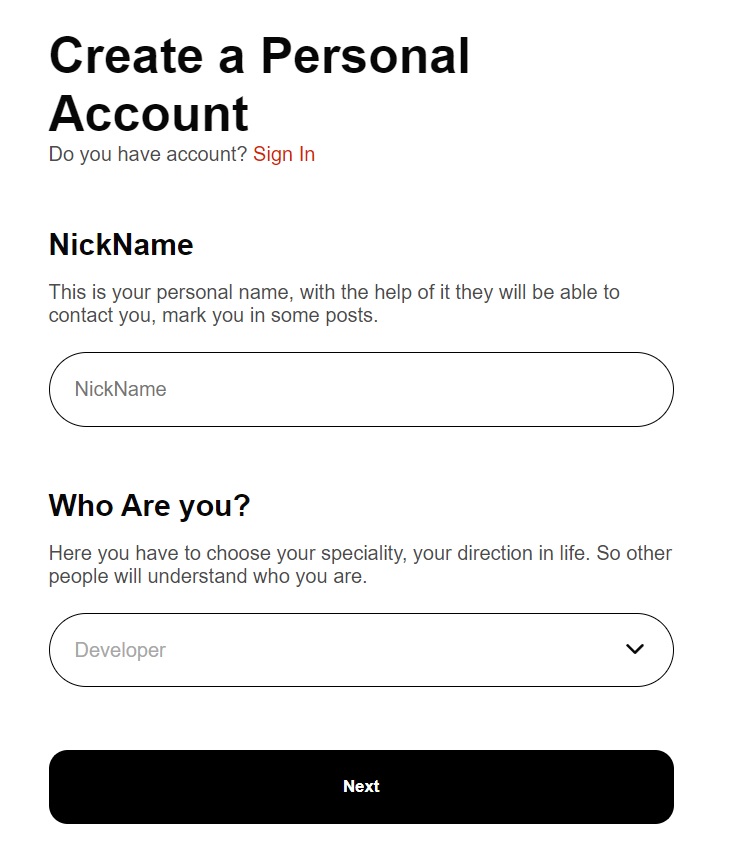 Create a Personal
Account
Do you have account? Sign In
NickName
This is your personal name, with the help of it they will be able to
contact you, mark you in some posts.
NickName
Who Are you?
Here you have to choose your speciality, your direction in life. So other
people will understand who you are.
Developer
Next